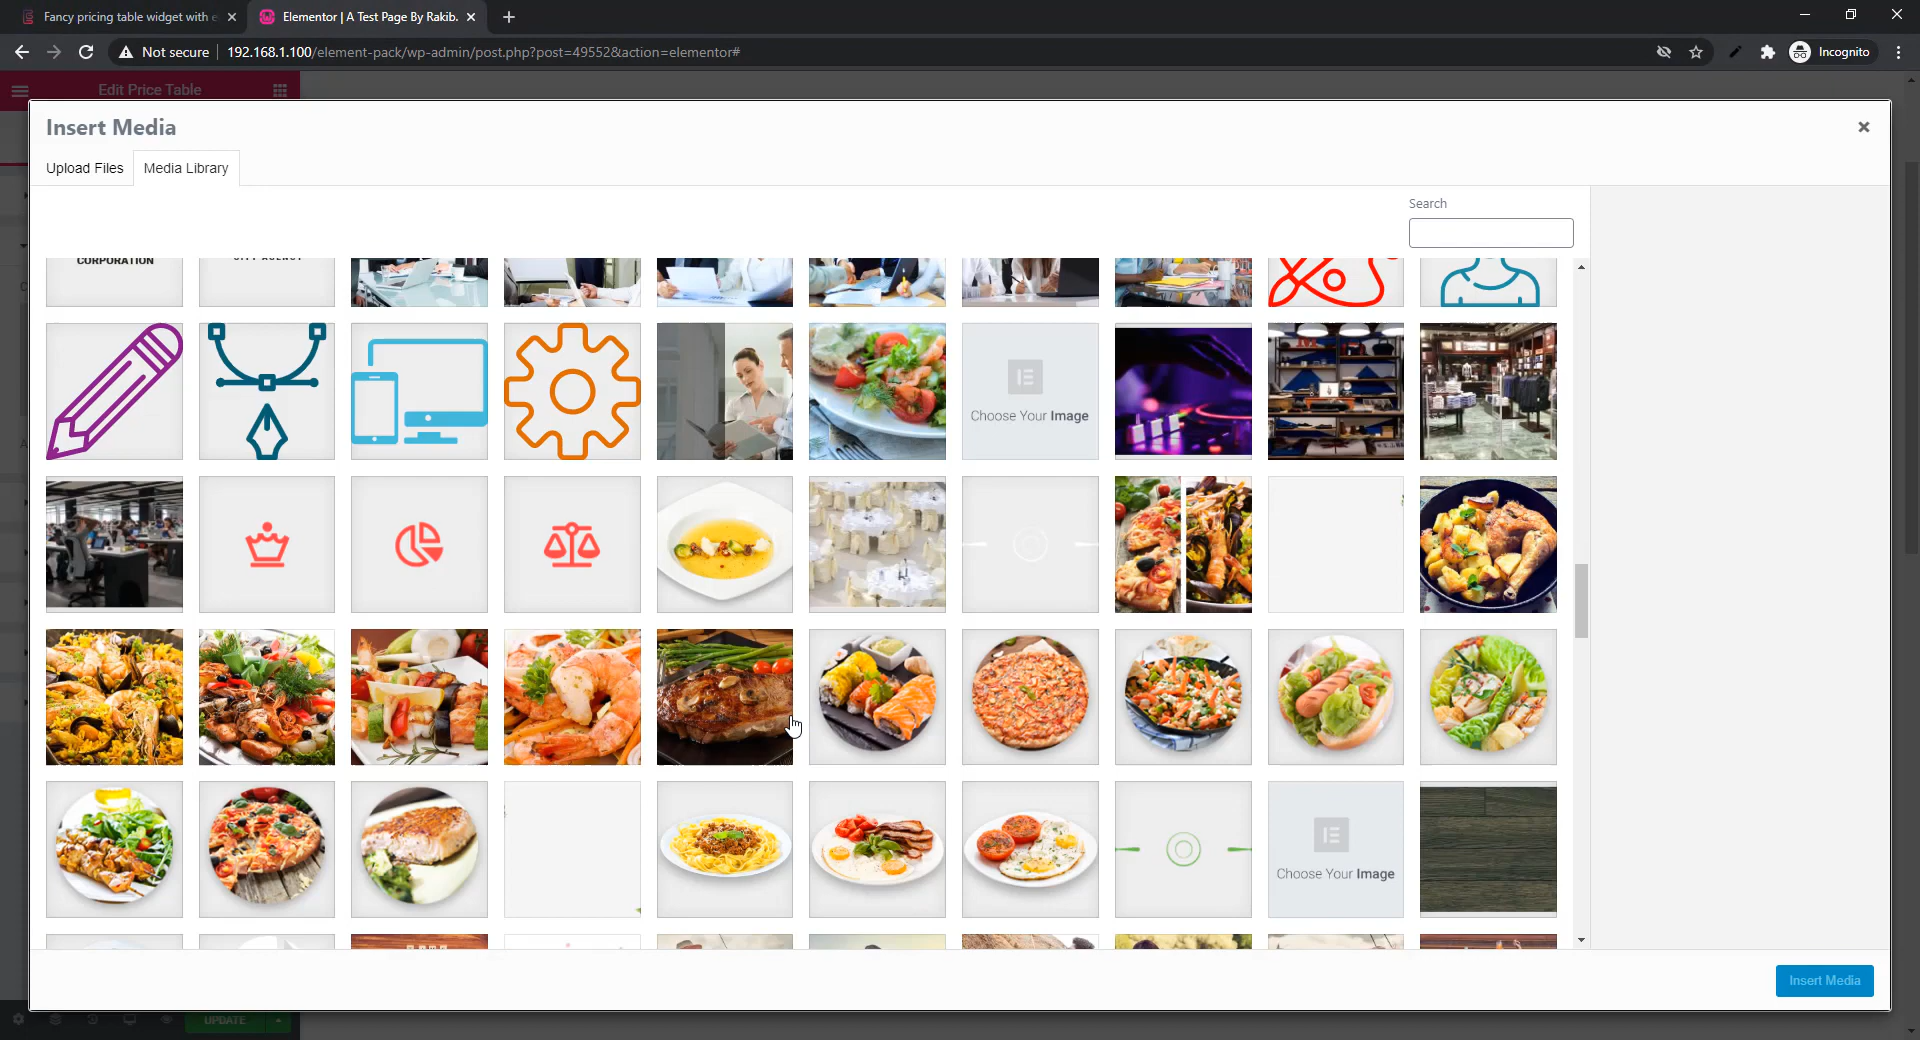 Fancy pricing table widget with e
Elementor | A Test Page By Rakib.
Not secure
192.168.1.100/element-pack/wp-admin/post.php?post=49552&action=elementor#
Incognito
Edit Price Table
Insert Media
Upload Files
Media Library
Search
CORPORATION
Choose Your Image
Choose Your Image
Insert Media
UPDATE